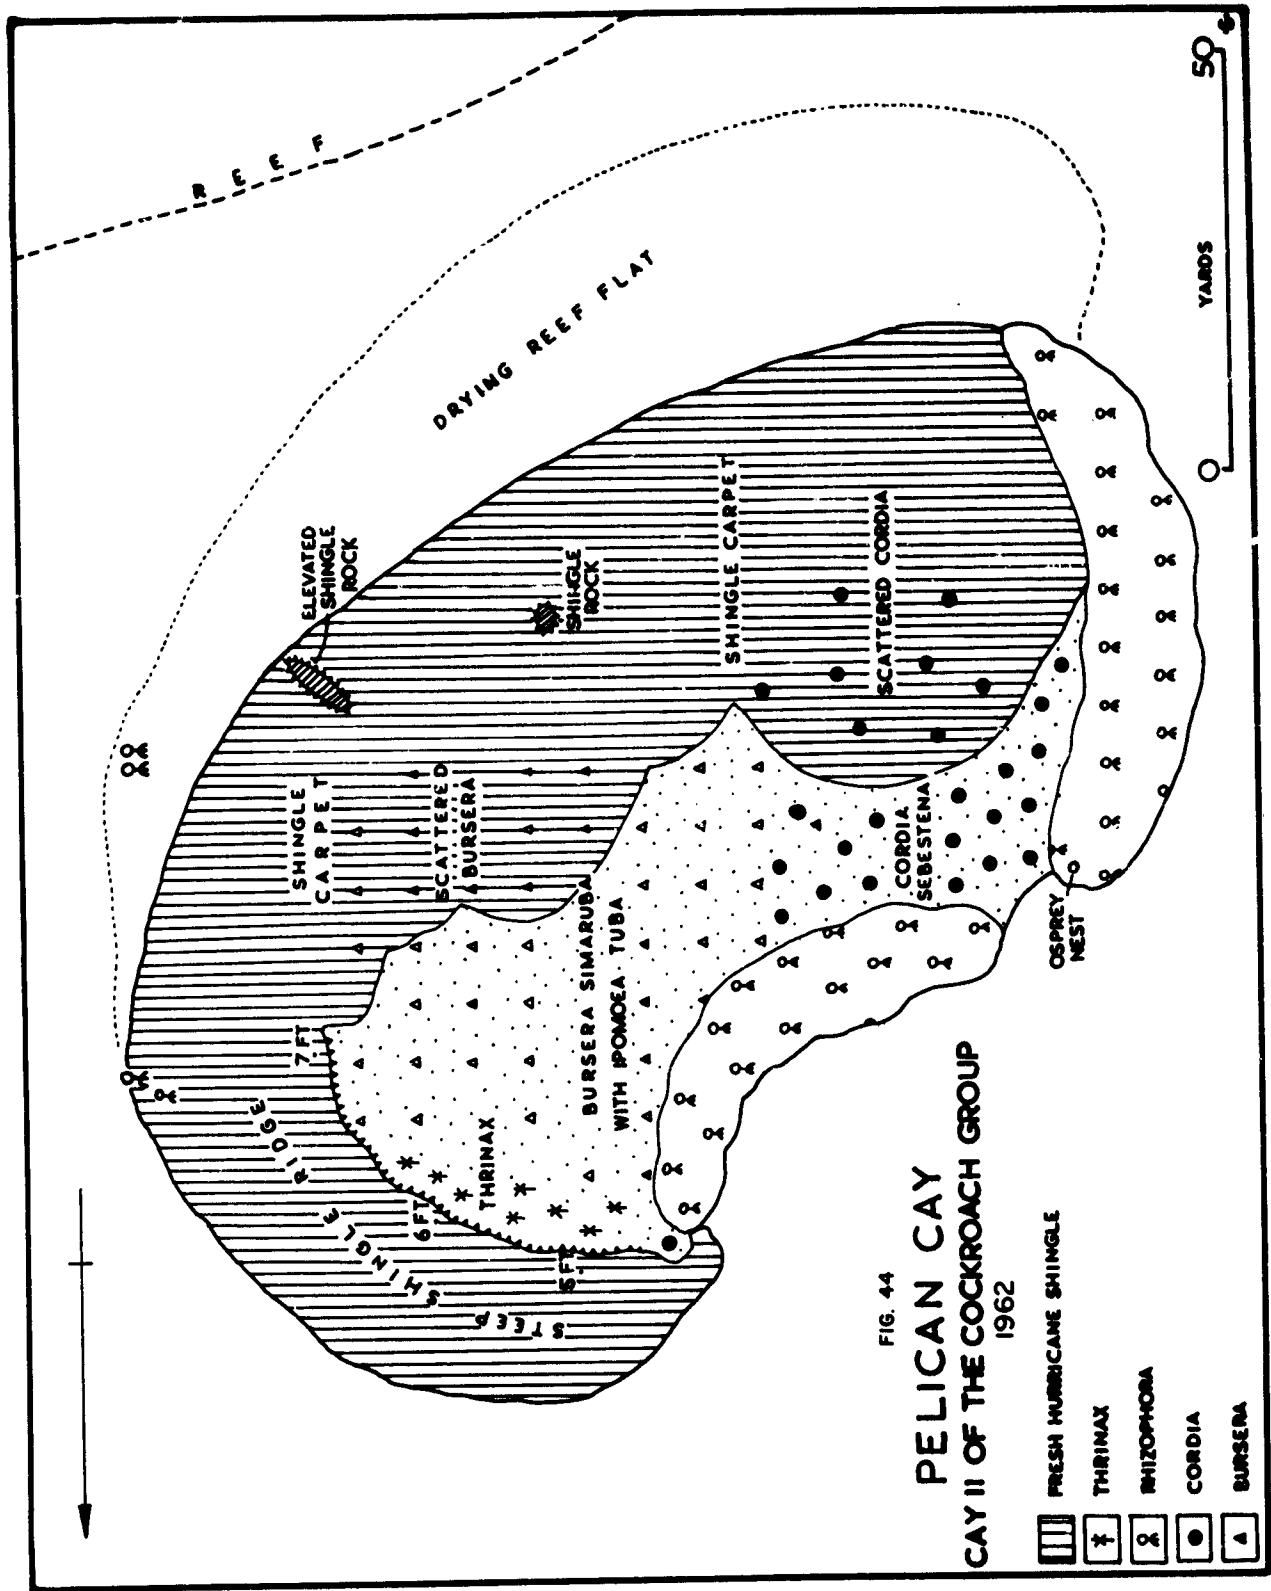 REEF
DRYING REEF FLAT
ELEVATED
SHINGLE
ROCK
SHINGLE
ROCK
SHINGLE CARPET
SCATTERED CORDIA
SHINGLE
CARPET
SCATTERED
BURSERA
7 FT
6 FT
5 FT
STEEP SHINGLE RIDGE
THRINAX
BURSERA SIMARUBA
WITH IPOMOEA TUBA
CORDIA
SEBESTENA
OSPREY
NEST
FIG. 44
PELICAN CAY
CAY II OF THE COCKROACH GROUP
1962
FRESH HURRICANE SHINGLE
THRINAX
RHIZOPHORA
CORDIA
BURSERA
0 YARDS 50